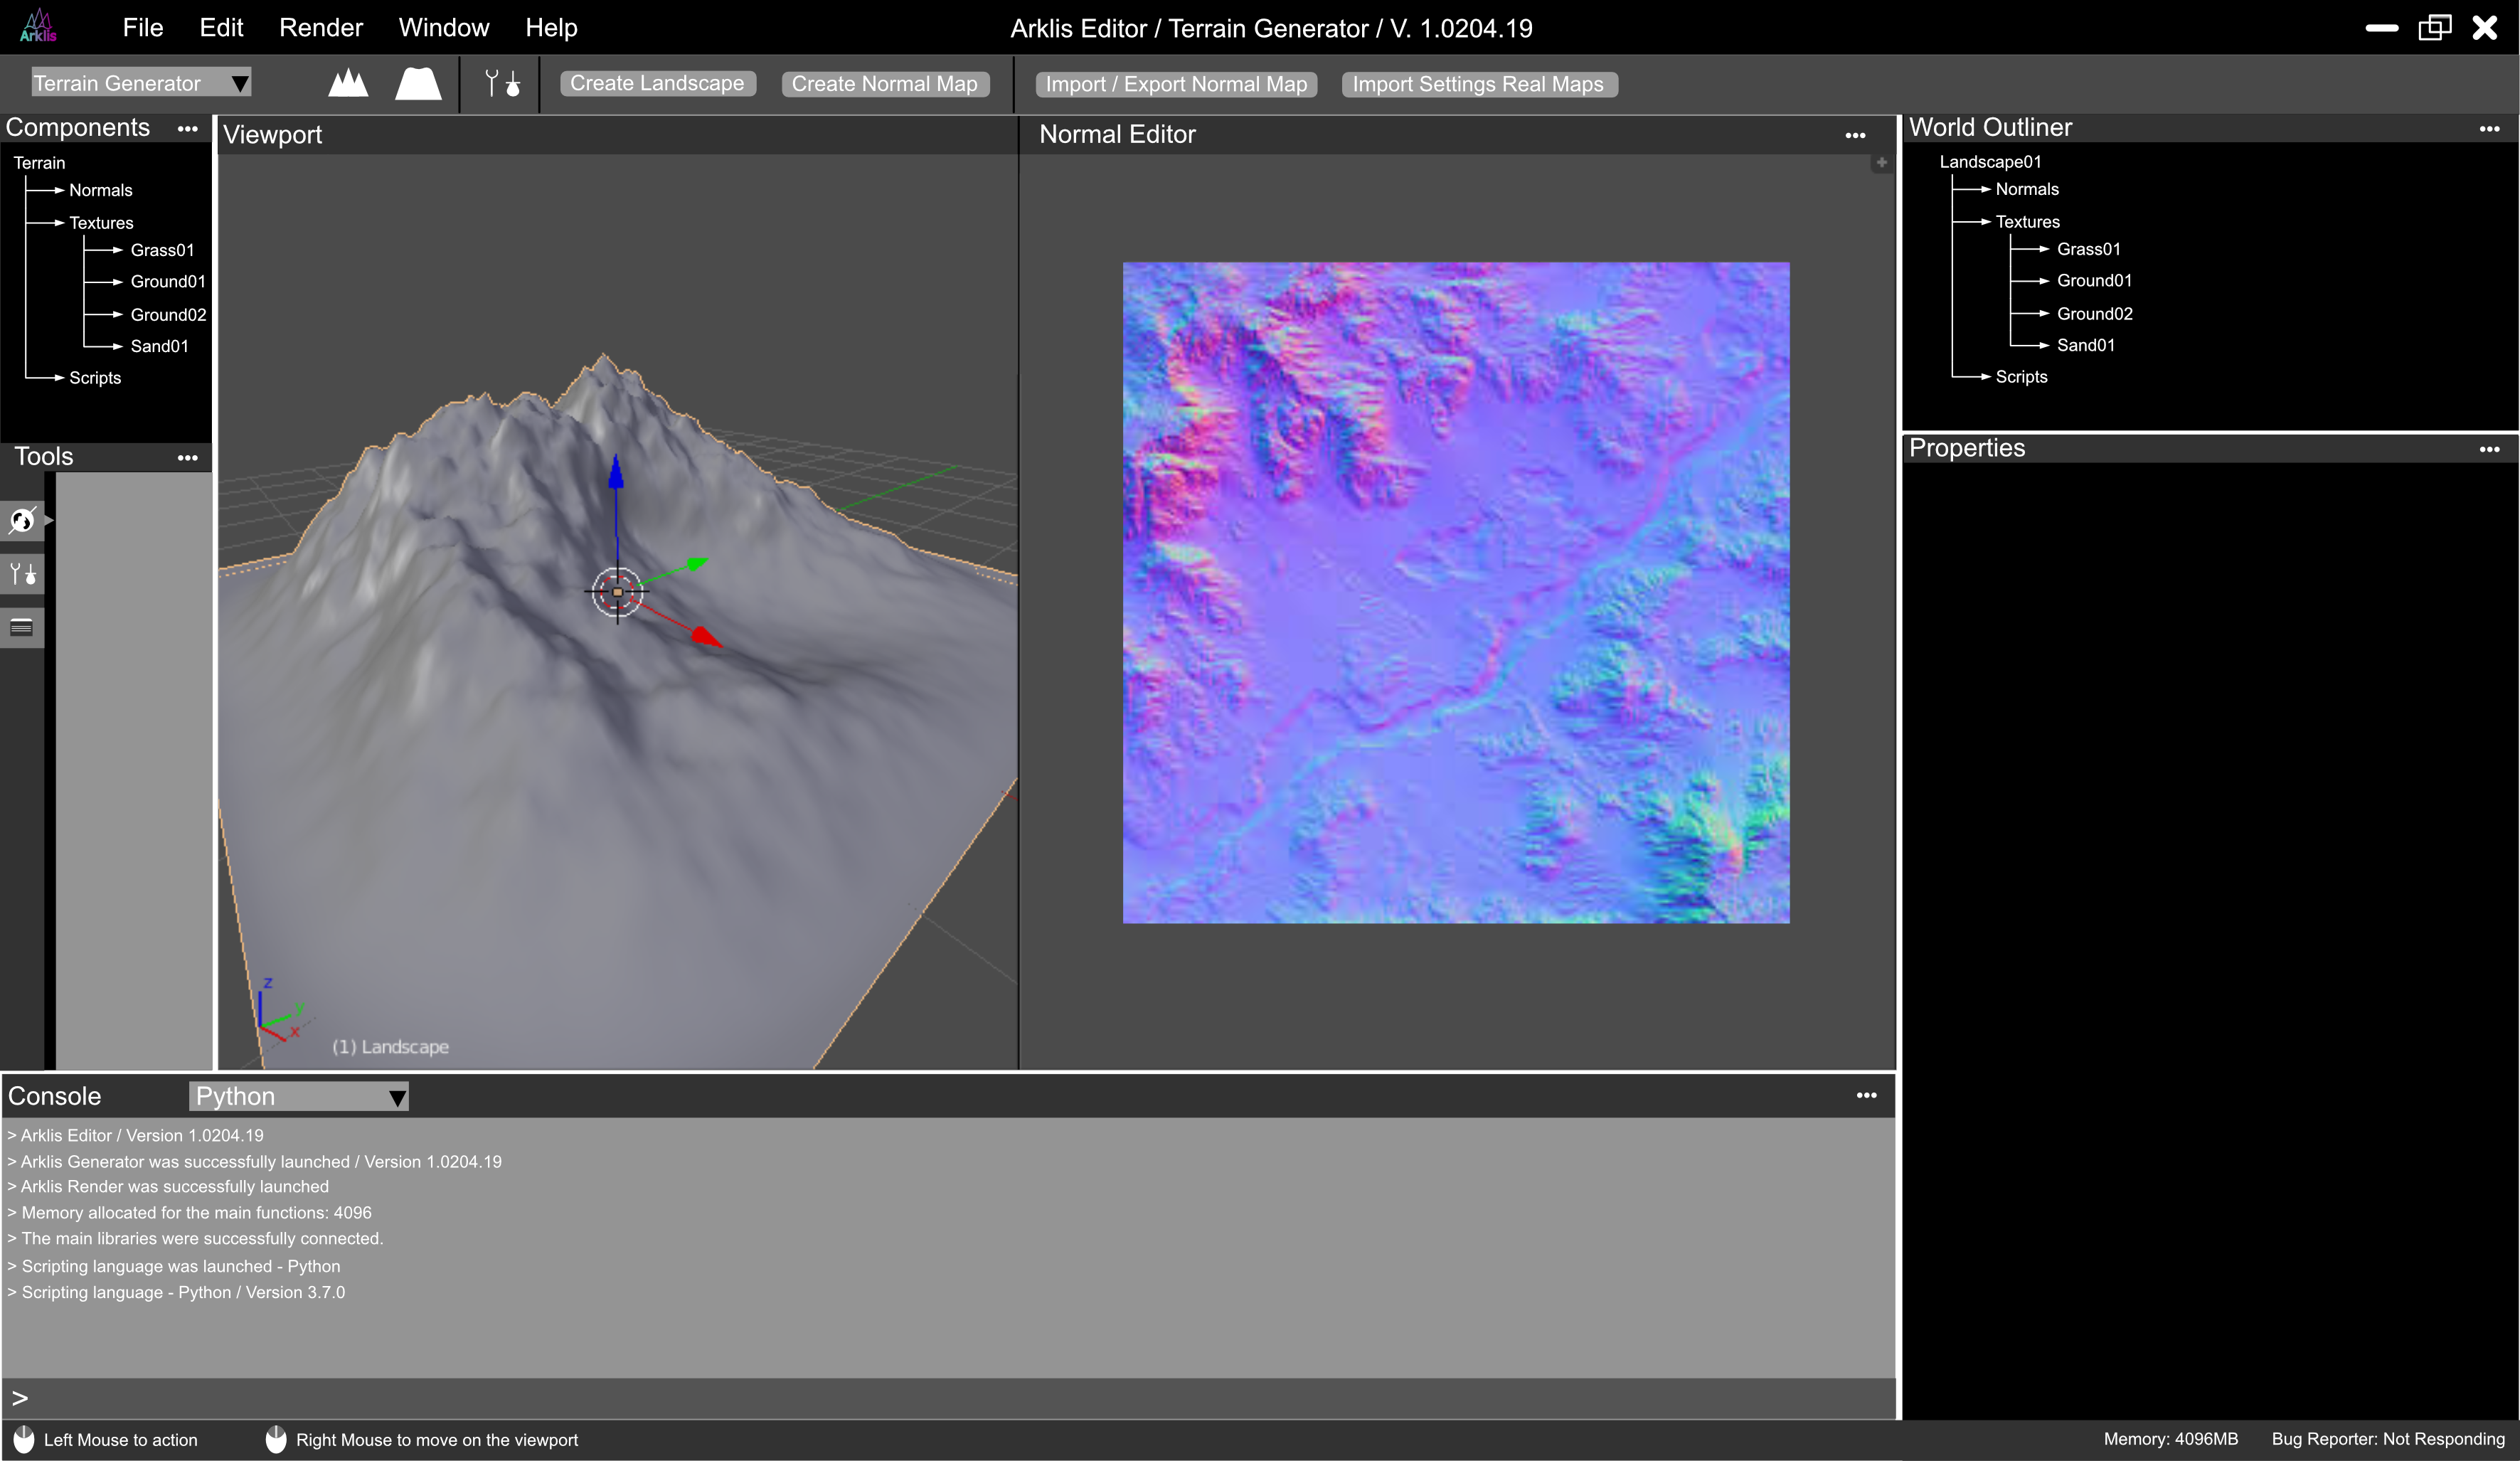 Arklis
File Edit Render Window Help
Arklis Editor / Terrain Generator / V. 1.0204.19
Terrain Generator
Create Landscape
Create Normal Map
Import / Export Normal Map
Import Settings Real Maps
Components
Terrain
Normals
Textures
Grass01
Ground01
Ground02
Sand01
Scripts
Tools
Viewport
z
y
x
(1) Landscape
Normal Editor
World Outliner
Landscape01
Normals
Textures
Grass01
Ground01
Ground02
Sand01
Scripts
Properties
Console
Python
> Arklis Editor / Version 1.0204.19
> Arklis Generator was successfully launched / Version 1.0204.19
> Arklis Render was successfully launched
> Memory allocated for the main functions: 4096
> The main libraries were successfully connected.
> Scripting language was launched - Python
> Scripting language - Python / Version 3.7.0
>
Left Mouse to action
Right Mouse to move on the viewport
Memory: 4096MB
Bug Reporter: Not Responding